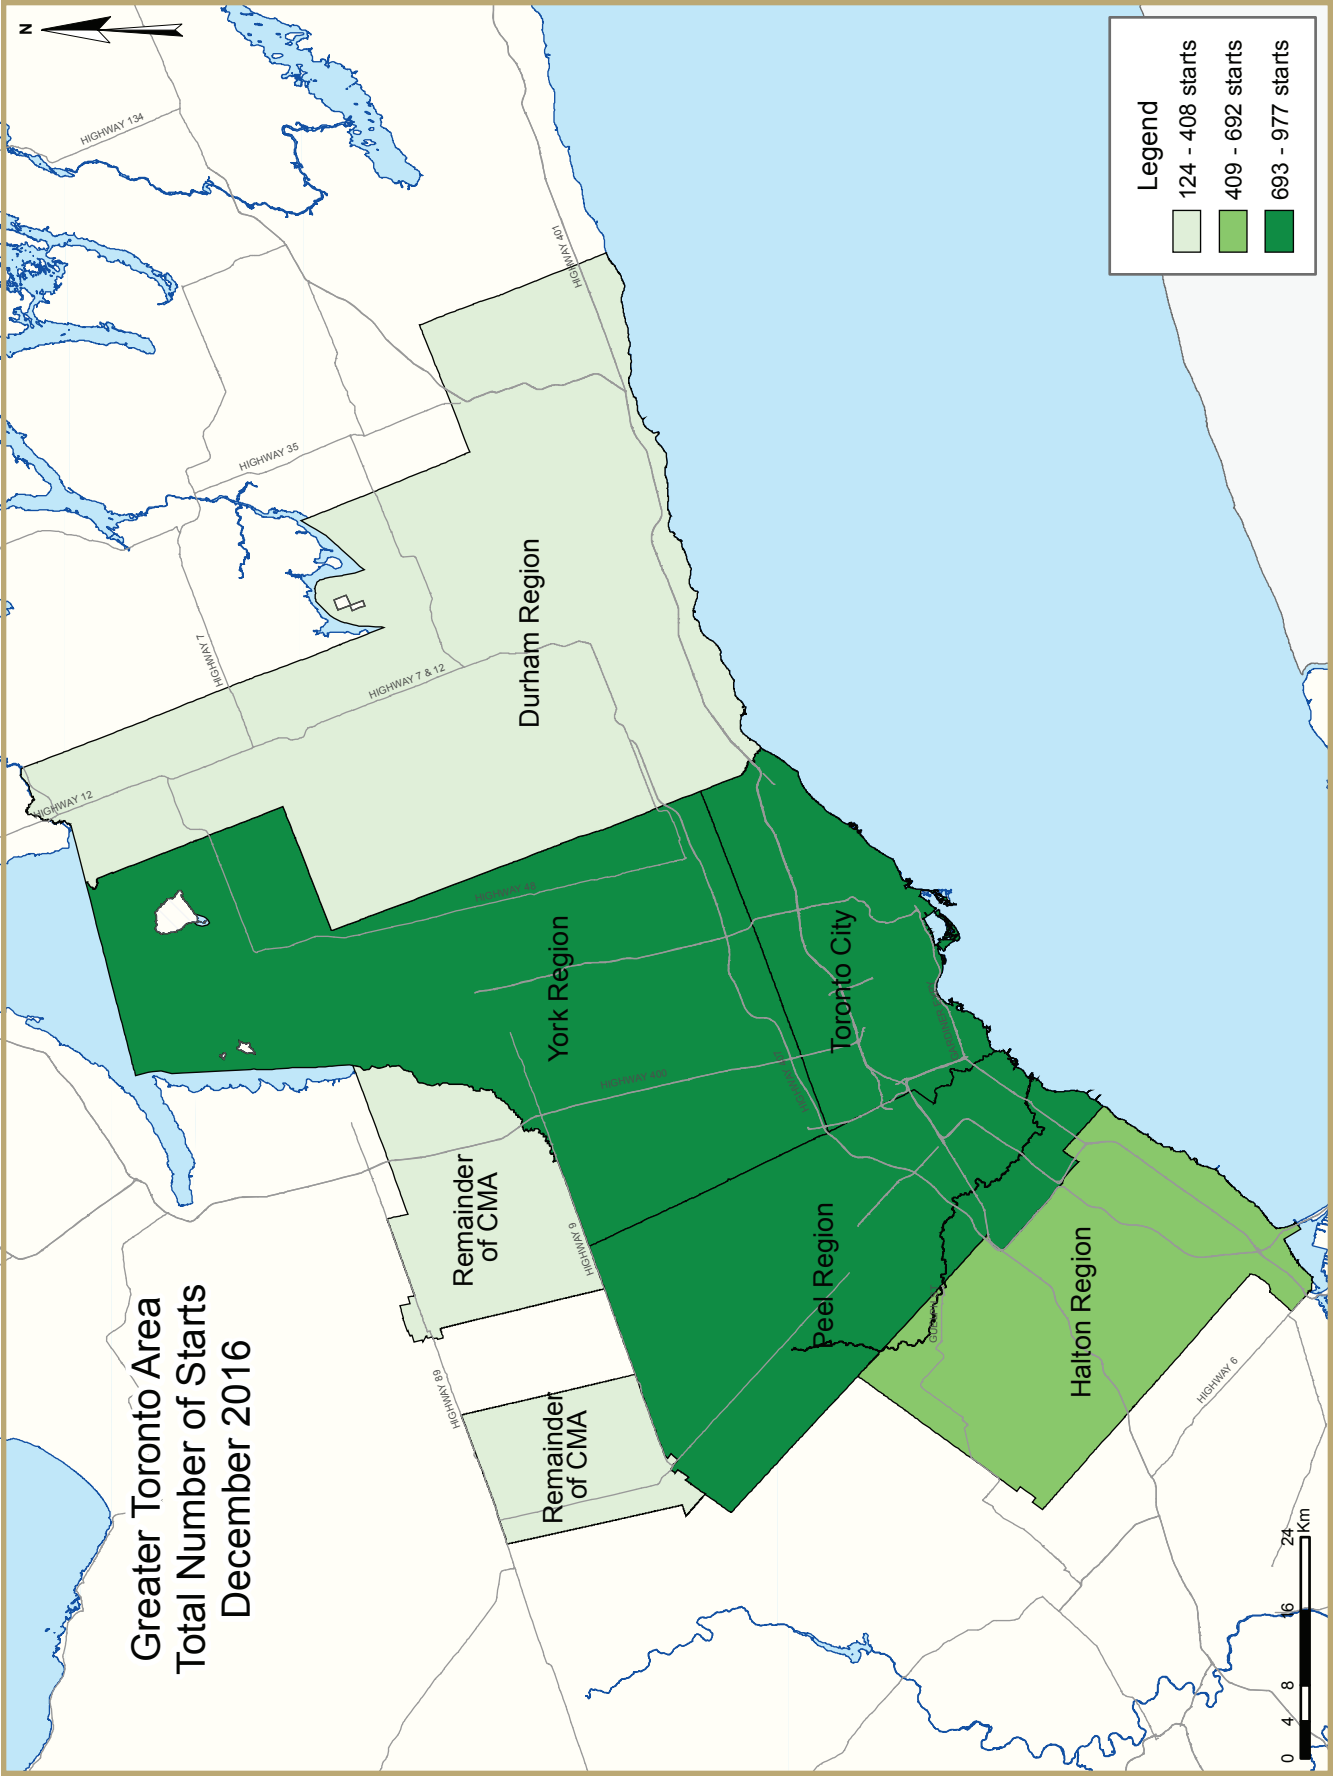 Greater Toronto Area
Total Number of Starts
December 2016
N
HIGHWAY 134
HIGHWAY 401
HIGHWAY 35
HIGHWAY 7
HIGHWAY 7 & 12
HIGHWAY 12
Durham Region
HIGHWAY 48
York Region
Toronto City
HIGHWAY 400
HIGHWAY 9
HIGHWAY 89
Remainder
of CMA
Remainder
of CMA
Peel Region
Halton Region
HIGHWAY 6
Legend
124 - 408 starts
409 - 692 starts
693 - 977 starts
0 4 8 16 24
Km